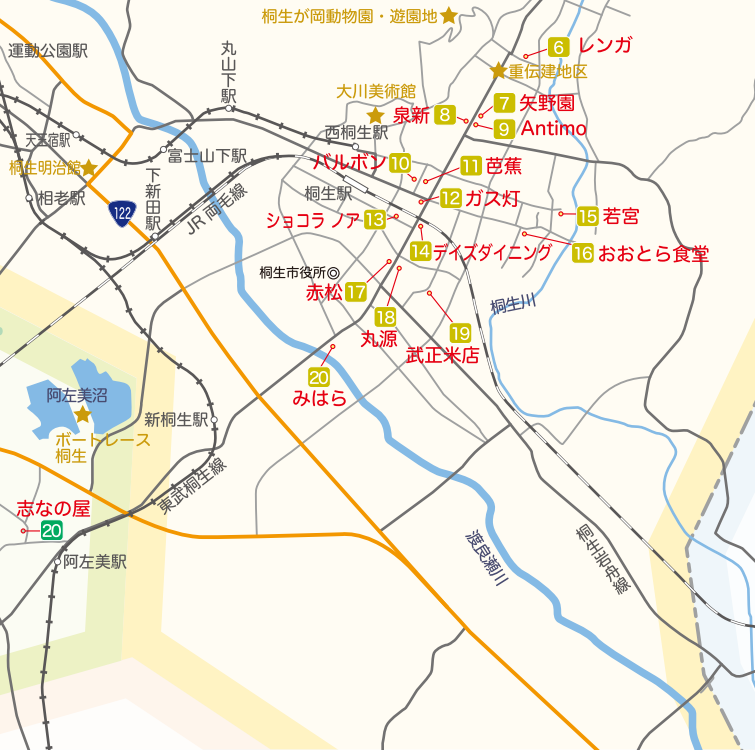 桐生が岡動物園・遊園地
6 レンガ
運動公園駅
丸山下駅
重伝建地区
大川美術館
7 矢野園
泉新 8
9 Antimo
天王宿駅
西桐生駅
富士山下駅
桐生明治館
バルボン 10
11 芭蕉
下新田駅
桐生駅
相老駅
12 ガス灯
122
JR両毛線
ショコラ ノア 13
15 若宮
14 デイズダイニング
16 おおとら食堂
桐生市役所◎
赤松 17
桐生川
18
丸源
19
武正米店
20
みはら
阿左美沼
新桐生駅
ボートレース
桐生
東武桐生線
志なの屋
20
阿左美駅
渡良瀬川
桐生岩舟線